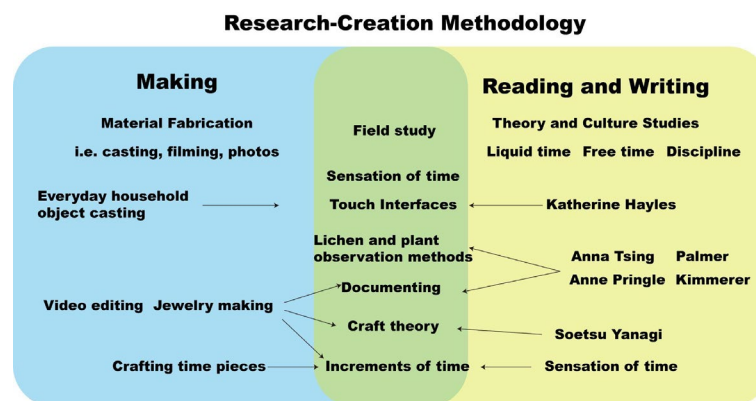 Research-Creation Methodology
Making
Material Fabrication
i.e. casting, filming, photos
Everyday household
object casting
Video editing Jewelry making
Crafting time pieces
Field study
Sensation of time
Touch Interfaces
Lichen and plant
observation methods
Documenting
Craft theory
Increments of time
Reading and Writing
Theory and Culture Studies
Liquid time Free time Discipline
Katherine Hayles
Anna Tsing Palmer
Anne Pringle Kimmerer
Soetsu Yanagi
Sensation of time